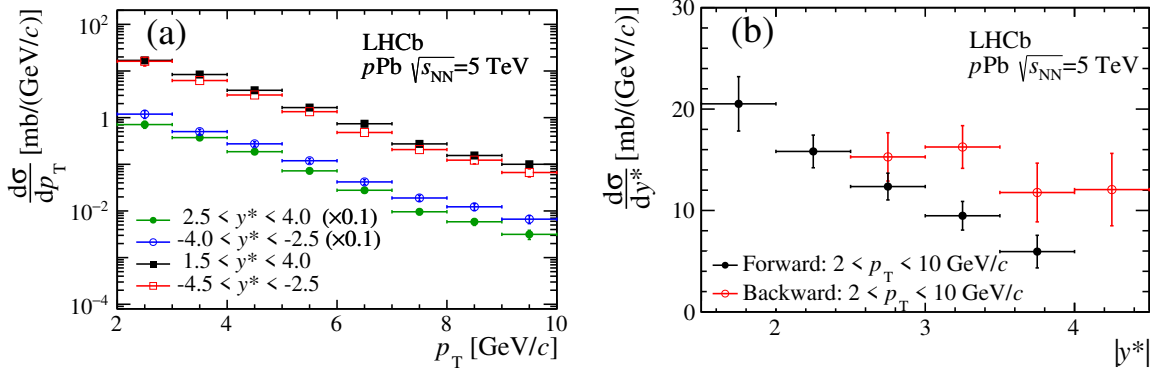 (a)
LHCb
pPb √sNN=5 TeV
dσ/dpT [mb/(GeV/c)]
10²
1
10⁻²
10⁻⁴
2.5 < y* < 4.0 (×0.1)
-4.0 < y* < -2.5 (×0.1)
1.5 < y* < 4.0
-4.5 < y* < -2.5
2 4 6 8 10
pT [GeV/c]
(b)
LHCb
pPb √sNN=5 TeV
dσ/dy* [mb/(GeV/c)]
30
20
10
0
Forward: 2 < pT < 10 GeV/c
Backward: 2 < pT < 10 GeV/c
2 3 4
|y*|